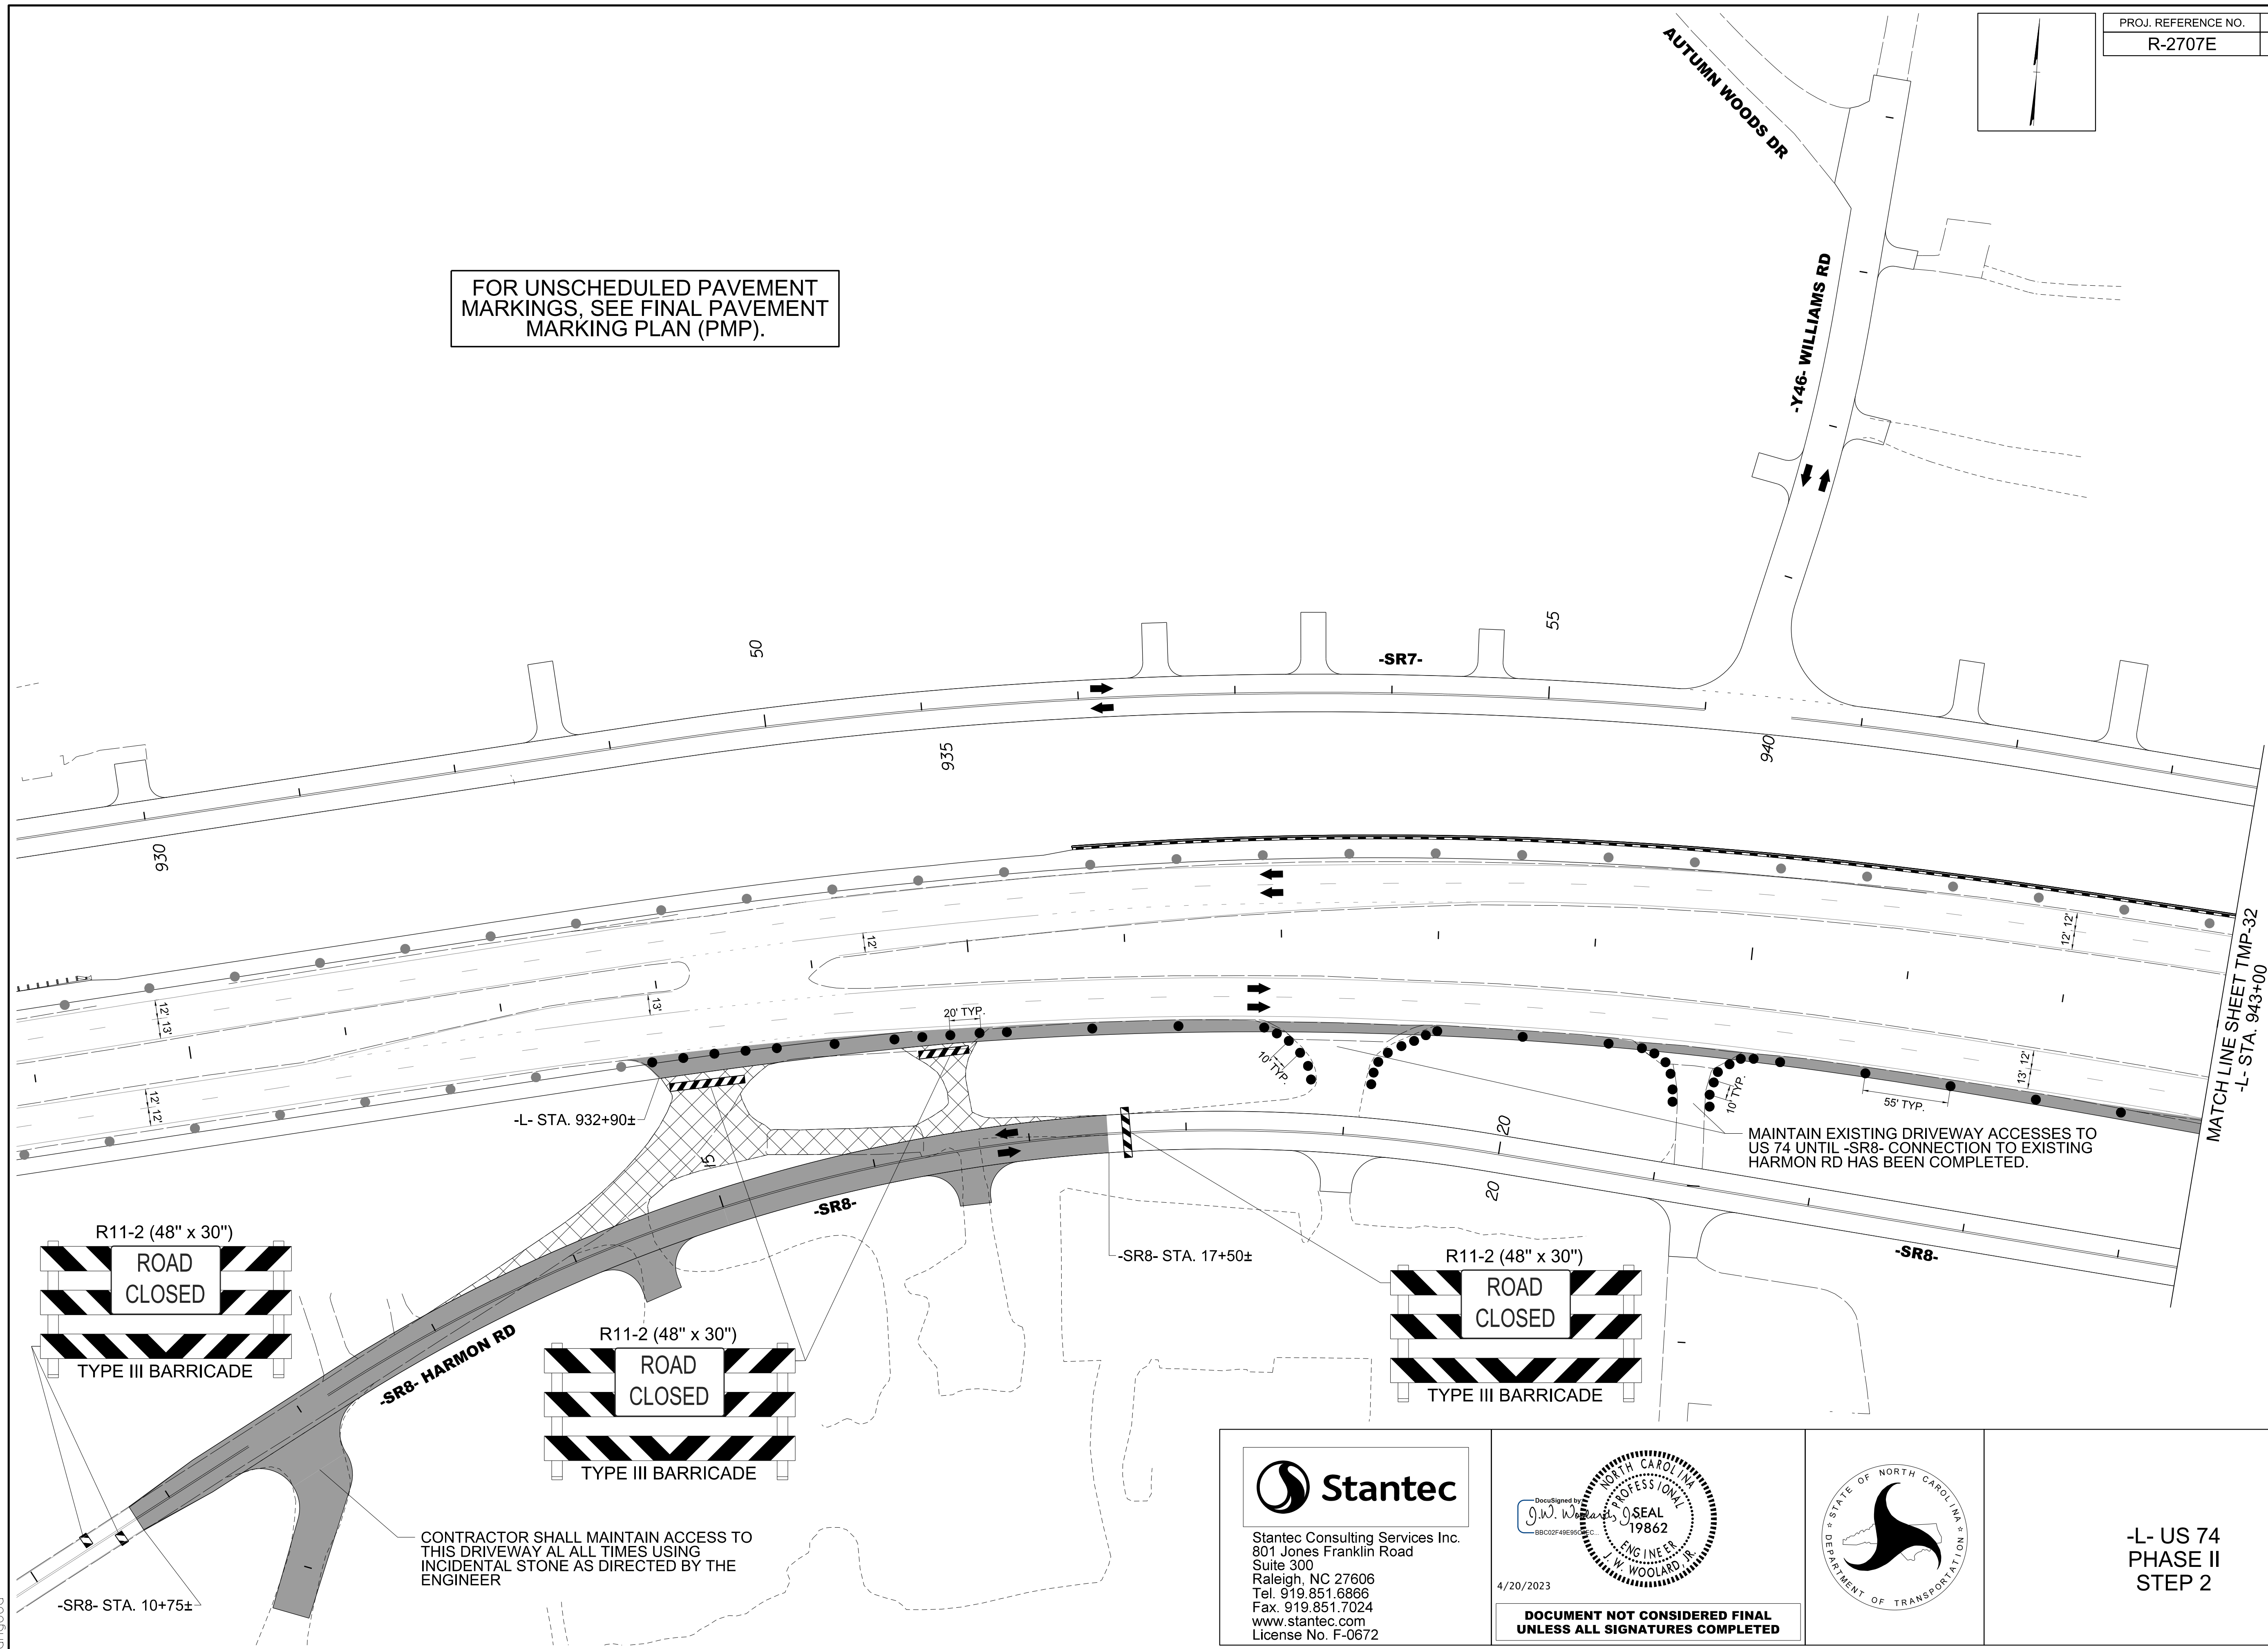 PROJ. REFERENCE NO.
R-2707E
AUTUMN WOODS DR
-Y46- WILLIAMS RD
FOR UNSCHEDULED PAVEMENT
MARKINGS, SEE FINAL PAVEMENT
MARKING PLAN (PMP).
50
55
-SR7-
930
935
940
12'
12' 13'
13'
12' 12'
12' 12'
13' 12'
20' TYP.
10' TYP.
10' TYP.
55' TYP.
MATCH LINE SHEET TMP-32
-L- STA. 943+00
-L- STA. 932+90±
15
20
20
MAINTAIN EXISTING DRIVEWAY ACCESSES TO
US 74 UNTIL -SR8- CONNECTION TO EXISTING
HARMON RD HAS BEEN COMPLETED.
-SR8-
-SR8-
-SR8- STA. 17+50±
R11-2 (48" x 30")
ROAD
CLOSED
TYPE III BARRICADE
R11-2 (48" x 30")
ROAD
CLOSED
TYPE III BARRICADE
R11-2 (48" x 30")
ROAD
CLOSED
TYPE III BARRICADE
-SR8- HARMON RD
CONTRACTOR SHALL MAINTAIN ACCESS TO
THIS DRIVEWAY AL ALL TIMES USING
INCIDENTAL STONE AS DIRECTED BY THE
ENGINEER
-SR8- STA. 10+75±
Stantec
Stantec Consulting Services Inc.
801 Jones Franklin Road
Suite 300
Raleigh, NC 27606
Tel. 919.851.6866
Fax. 919.851.7024
www.stantec.com
License No. F-0672
DocuSigned by:
J.W. Woolard, Jr.
NORTH CAROLINA
PROFESSIONAL
SEAL
19862
ENGINEER
J. W. WOOLARD, JR.
4/20/2023
DOCUMENT NOT CONSIDERED FINAL
UNLESS ALL SIGNATURES COMPLETED
STATE OF NORTH CAROLINA
DEPARTMENT OF TRANSPORTATION
-L- US 74
PHASE II
STEP 2